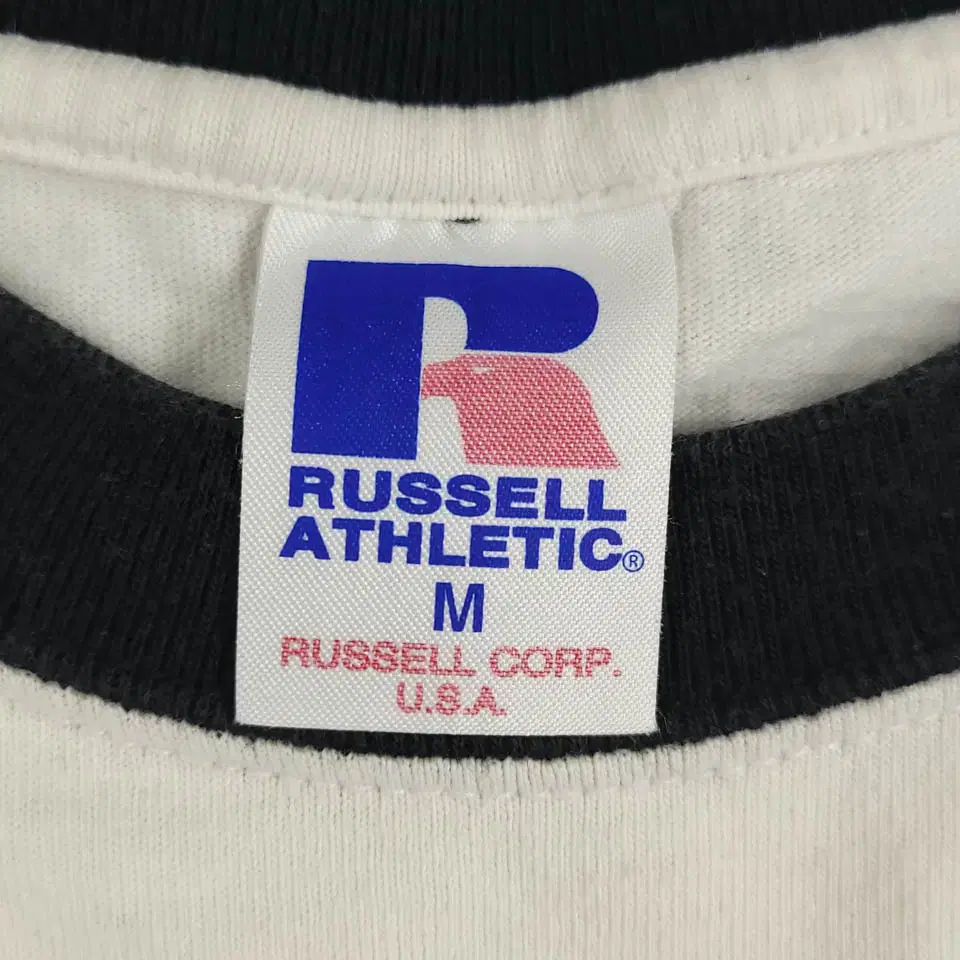 R
RUSSELL
ATHLETIC®
M
RUSSELL CORP.
U.S.A.